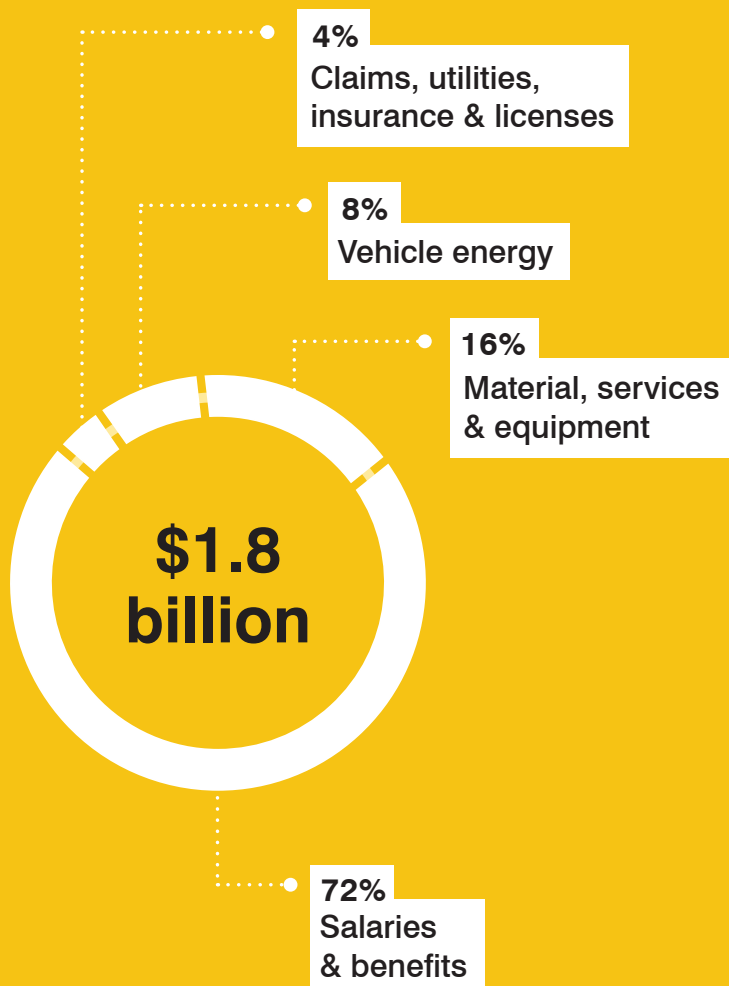 4%
Claims, utilities,
insurance & licenses
8%
Vehicle energy
16%
Material, services
& equipment
$1.8
billion
72%
Salaries
& benefits